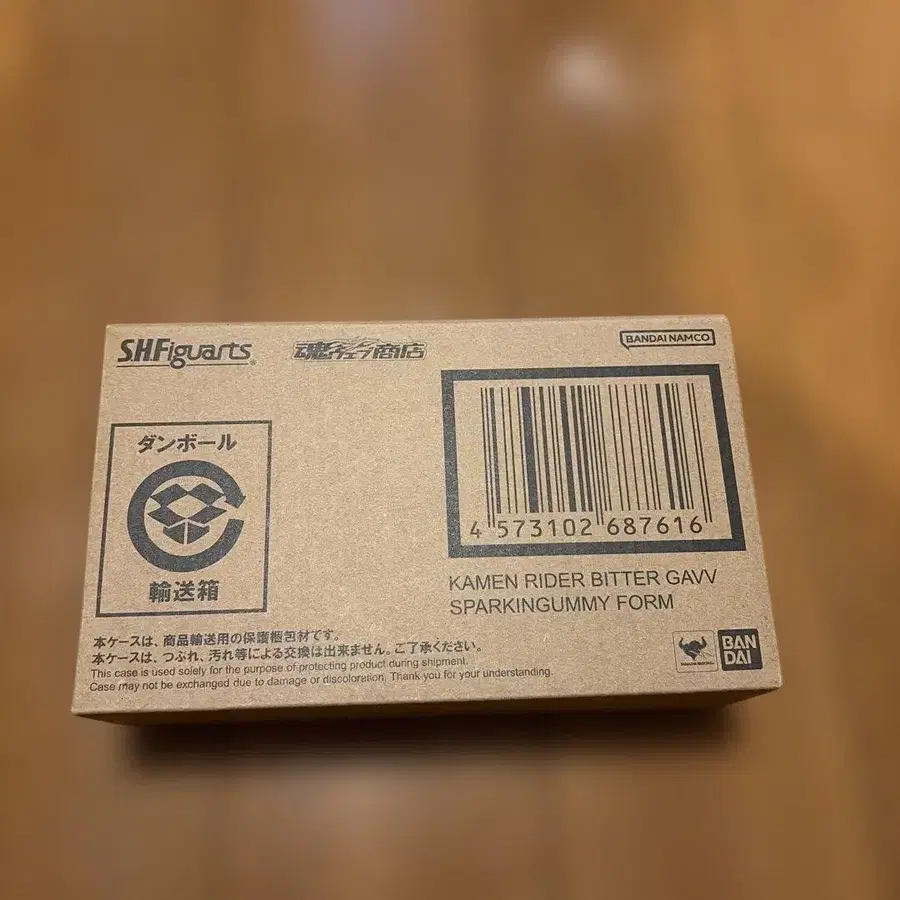 S.H.Figuarts
魂ウェブ商店
BANDAI NAMCO
ダンボール
輸送箱
4 573102 687616
KAMEN RIDER BITTER GAVV
SPARKINGUMMY FORM
本ケースは、商品輸送用の保護梱包材です。
本ケースは、つぶれ、汚れ等による交換は出来ません。ご了承ください。
This case is used solely for the purpose of protecting product during shipment.
Case may not be exchanged due to damage or discoloration. Thank you for your understanding.
BAN
DAI